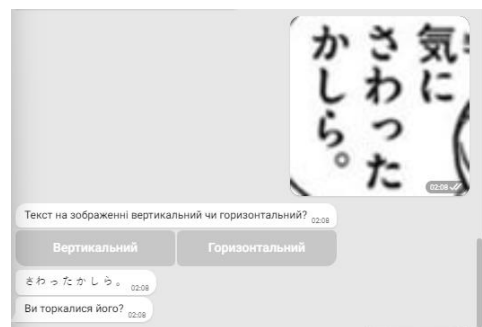 気に
さわった
かしら。
02:08
Текст на зображенні вертикальний чи горизонтальний? 02:08
Вертикальний
Горизонтальний
さわったかしら。 02:08
Ви торкалися його? 02:08